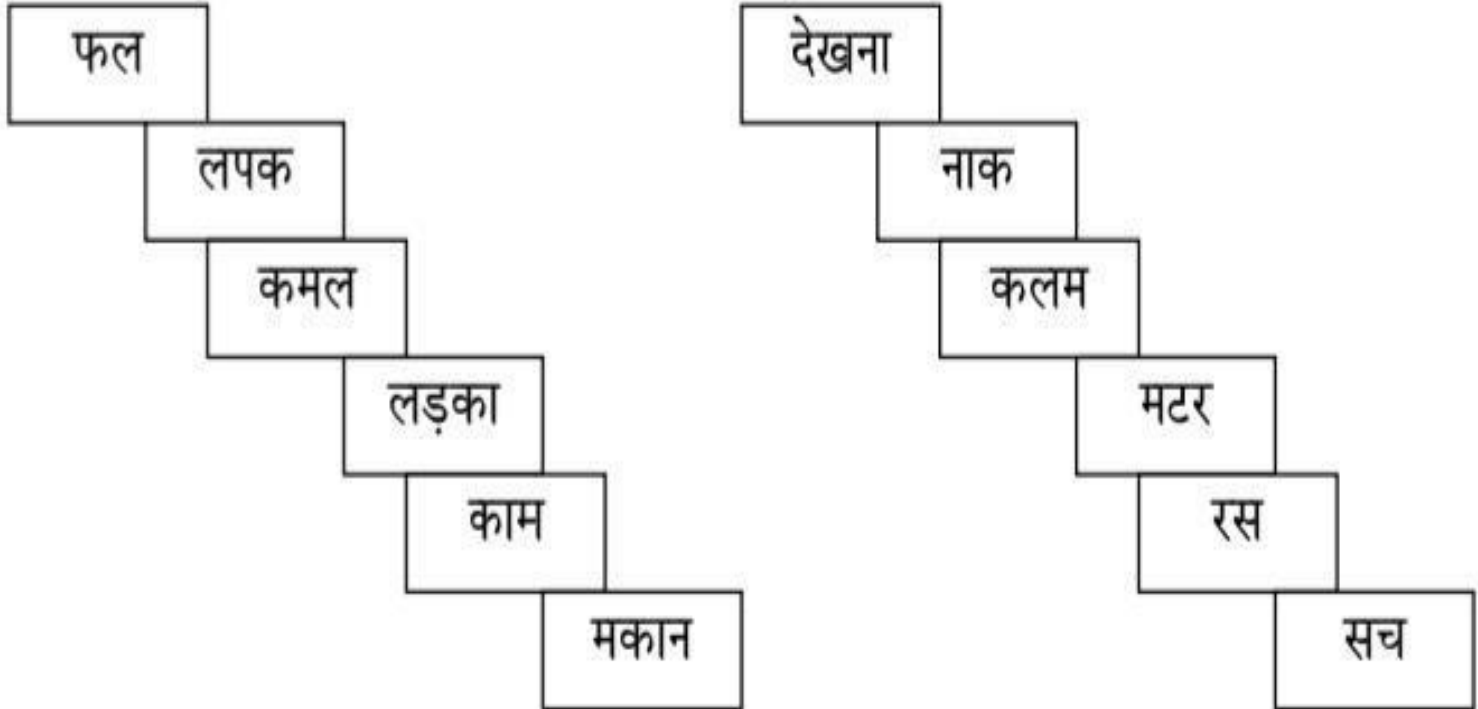 फल
लपक
कमल
लड़का
काम
मकान
देखना
नाक
कलम
मटर
रस
सच